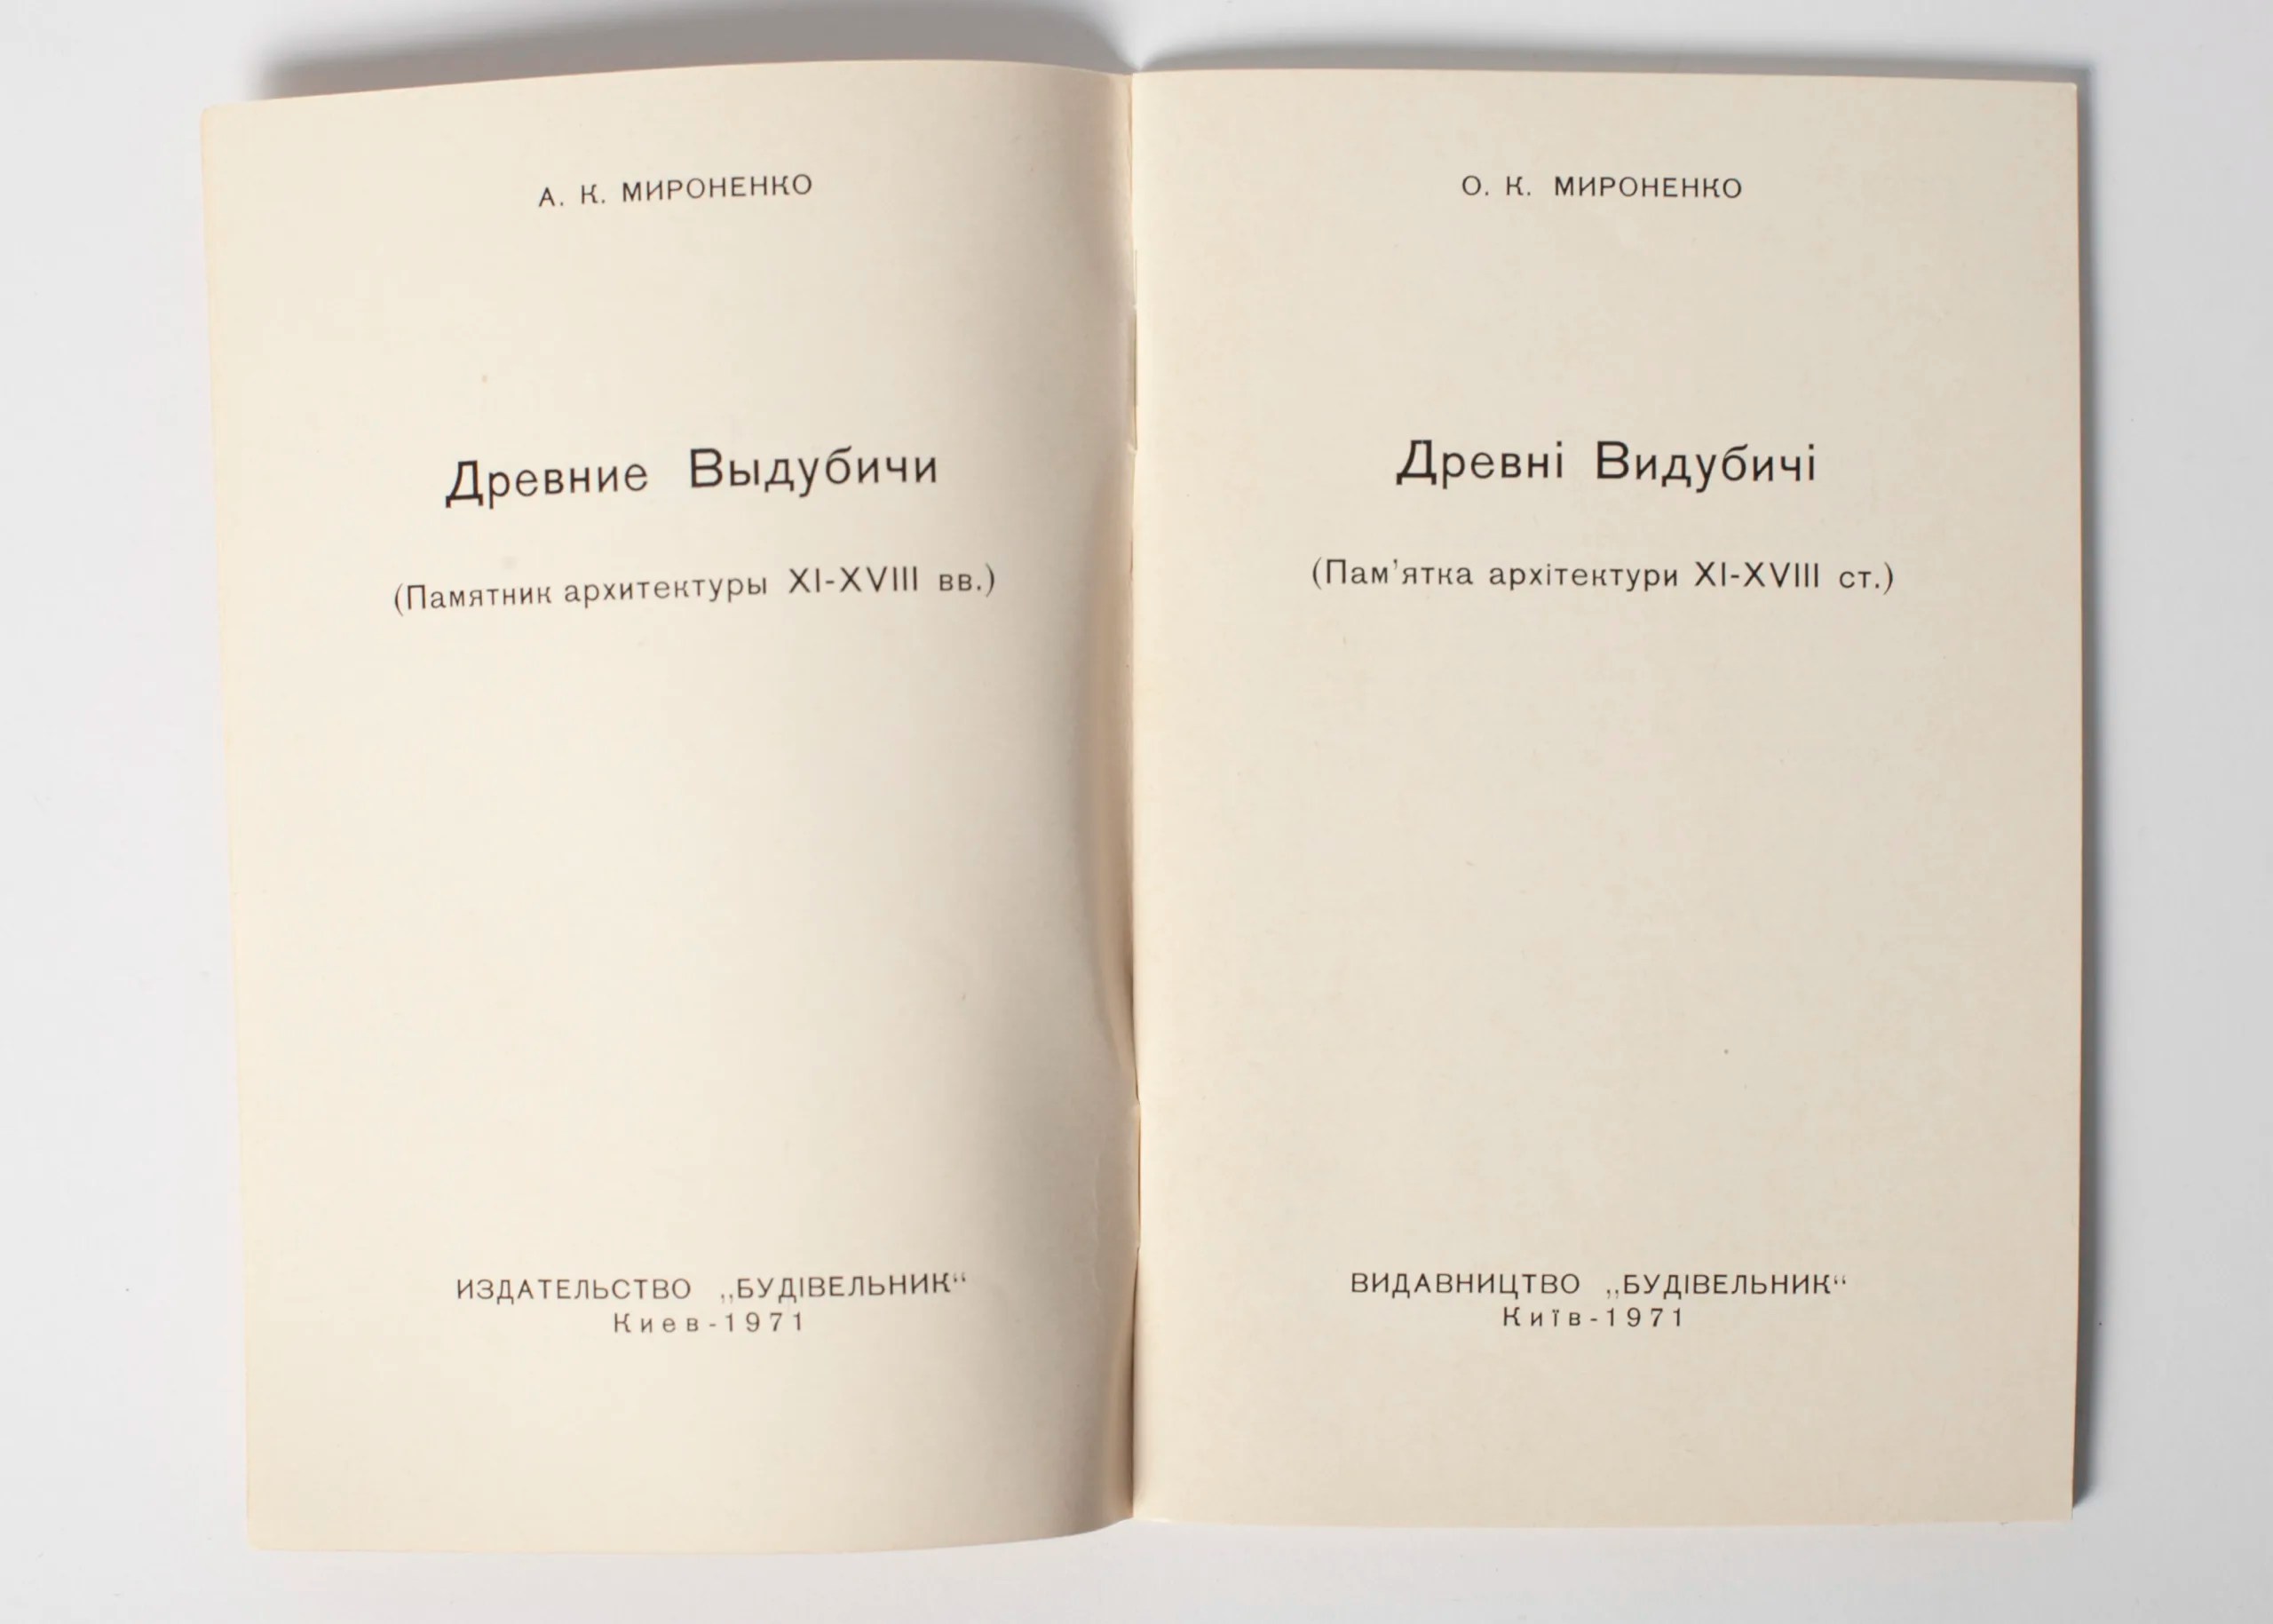 А. К. МИРОНЕНКО
Древние Выдубичи
(Памятник архитектуры XI-XVIII вв.)
ИЗДАТЕЛЬСТВО „БУДІВЕЛЬНИК“
Киев-1971
О. К. МИРОНЕНКО
Древні Видубичі
(Пам'ятка архітектури XI-XVIII ст.)
ВИДАВНИЦТВО „БУДІВЕЛЬНИК“
Київ-1971